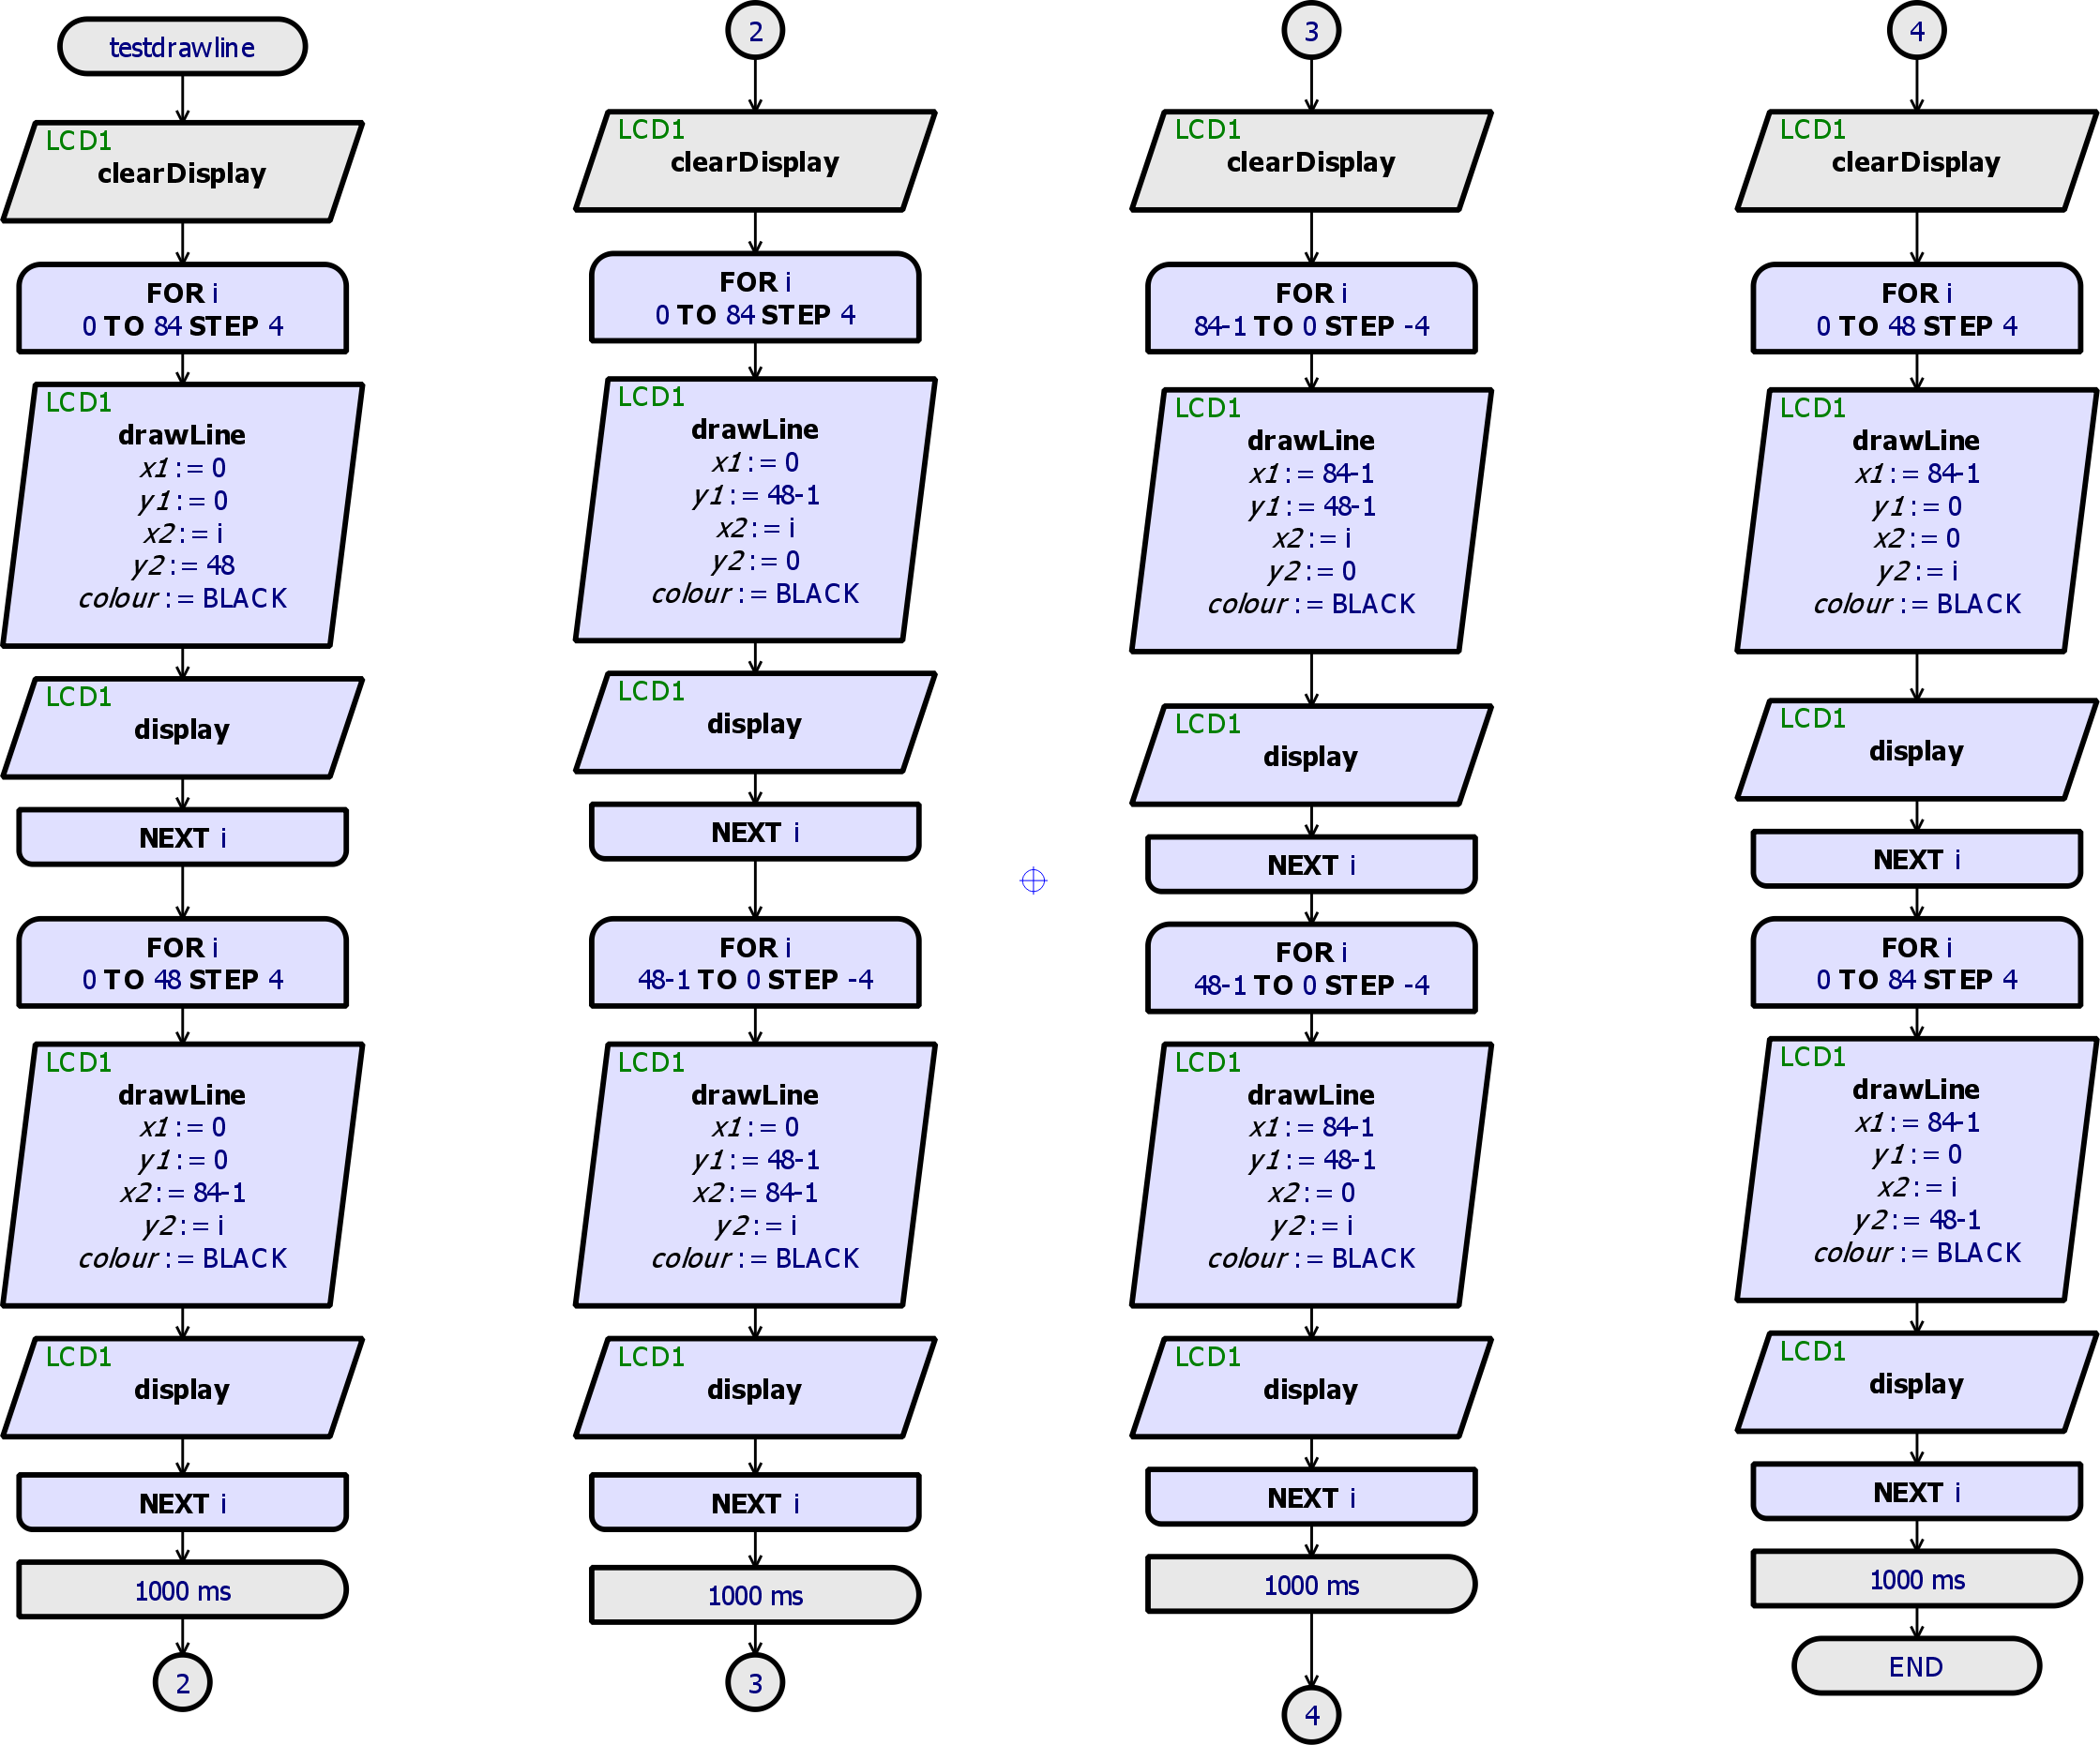 testdrawline
LCD1
clearDisplay
FOR i
0 TO 84 STEP 4
LCD1
drawLine
x1 := 0
y1 := 0
x2 := i
y2 := 48
colour := BLACK
LCD1
display
NEXT i
FOR i
0 TO 48 STEP 4
LCD1
drawLine
x1 := 0
y1 := 0
x2 := 84-1
y2 := i
colour := BLACK
LCD1
display
NEXT i
1000 ms
2
2
LCD1
clearDisplay
FOR i
0 TO 84 STEP 4
LCD1
drawLine
x1 := 0
y1 := 48-1
x2 := i
y2 := 0
colour := BLACK
LCD1
display
NEXT i
FOR i
48-1 TO 0 STEP -4
LCD1
drawLine
x1 := 0
y1 := 48-1
x2 := 84-1
y2 := i
colour := BLACK
LCD1
display
NEXT i
1000 ms
3
3
LCD1
clearDisplay
FOR i
84-1 TO 0 STEP -4
LCD1
drawLine
x1 := 84-1
y1 := 48-1
x2 := i
y2 := 0
colour := BLACK
LCD1
display
NEXT i
FOR i
48-1 TO 0 STEP -4
LCD1
drawLine
x1 := 84-1
y1 := 48-1
x2 := 0
y2 := i
colour := BLACK
LCD1
display
NEXT i
1000 ms
4
4
LCD1
clearDisplay
FOR i
0 TO 48 STEP 4
LCD1
drawLine
x1 := 84-1
y1 := 0
x2 := 0
y2 := i
colour := BLACK
LCD1
display
NEXT i
FOR i
0 TO 84 STEP 4
LCD1
drawLine
x1 := 84-1
y1 := 0
x2 := i
y2 := 48-1
colour := BLACK
LCD1
display
NEXT i
1000 ms
END